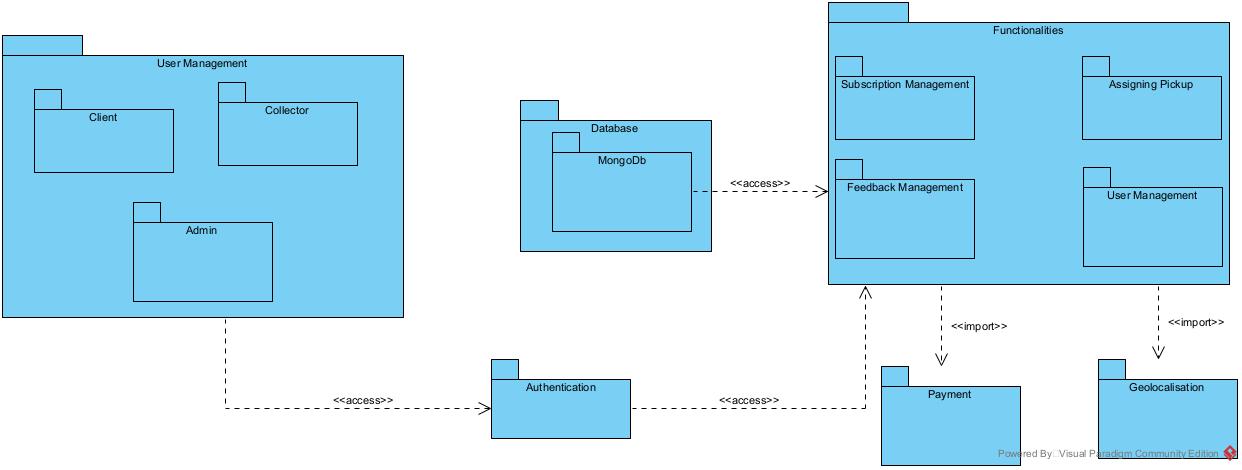 User Management
Client
Collector
Admin
Database
MongoDb
<<access>>
Functionalities
Subscription Management
Assigning Pickup
Feedback Management
User Management
<<import>>
<<import>>
<<access>>
Authentication
<<access>>
Payment
Geolocalisation
Powered By Visual Paradigm Community Edition